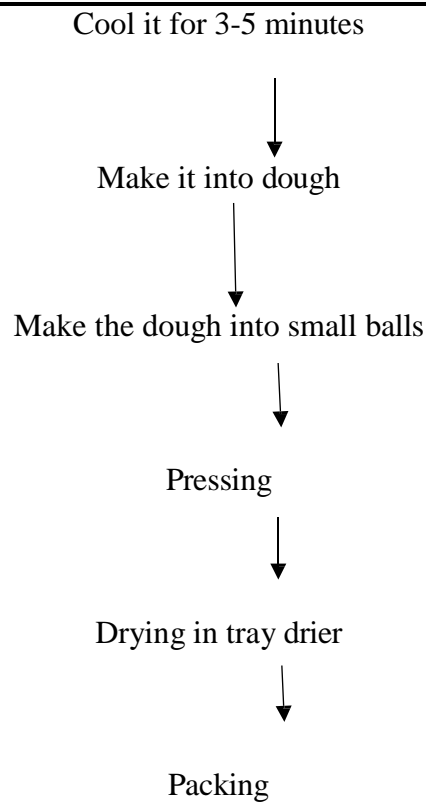 Cool it for 3-5 minutes
Make it into dough
Make the dough into small balls
Pressing
Drying in tray drier
Packing